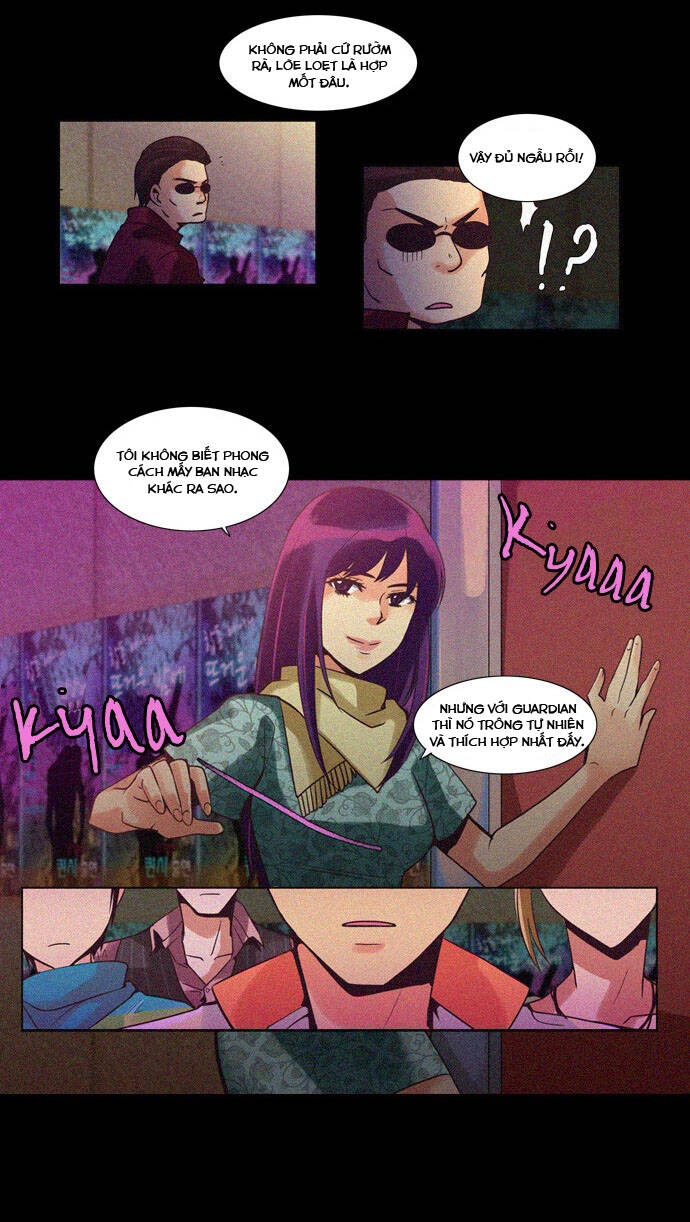 KHÔNG PHẢI CỨ RƯỜM
RÀ, LÒE LOẸT LÀ HỢP
MỐT ĐÂU.
VẬY ĐỦ NGẦU RỒI!
!?
TÔI KHÔNG BIẾT PHONG
CÁCH MẤY BAN NHẠC
KHÁC RA SAO.
Kyaaa
Kyaa
NHƯNG VỚI GUARDIAN
THÌ NÓ TRÔNG TỰ NHIÊN
VÀ THÍCH HỢP NHẤT ĐẤY.